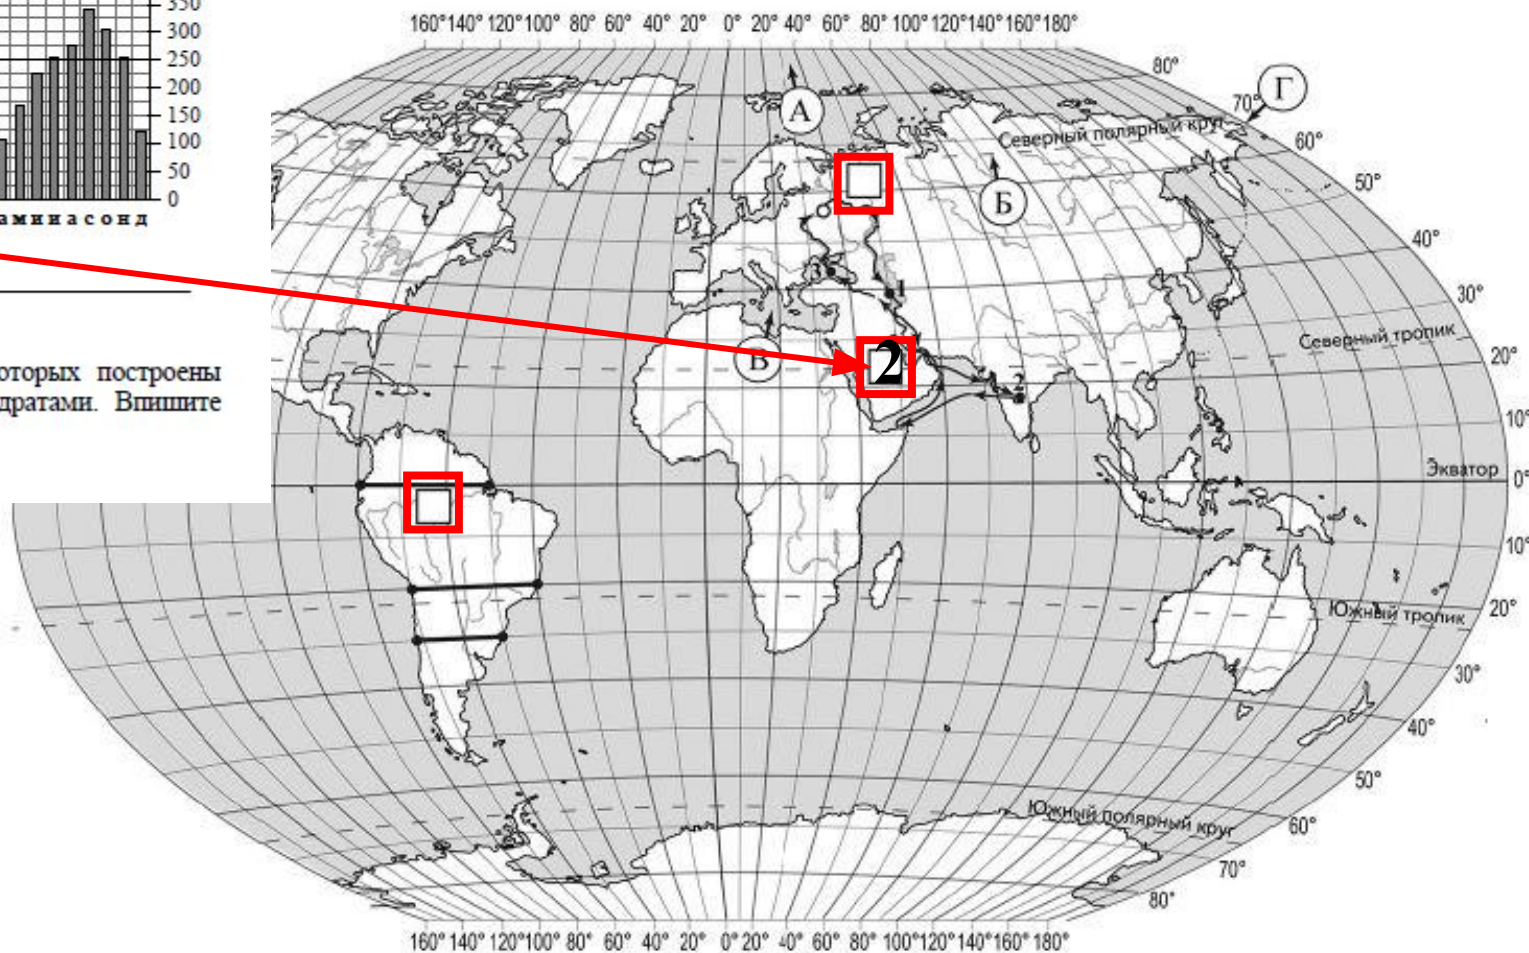 350
300
250
200
150
100
50
0
а м и и а с о н д
оторых построены
дратами. Впишите
160° 140° 120° 100° 80° 60° 40° 20° 0° 20° 40° 60° 80° 100° 120° 140° 160° 180°
80°
Г
70°
А
Северный полярный круг
60°
50°
Б
40°
3
1
30°
Северный тропик
В
2
20°
2
10°
Экватор
0°
10°
Южный тропик
20°
30°
40°
50°
Южный полярный круг
60°
70°
80°
160° 140° 120° 100° 80° 60° 40° 20° 0° 20° 40° 60° 80° 100° 120° 140° 160° 180°